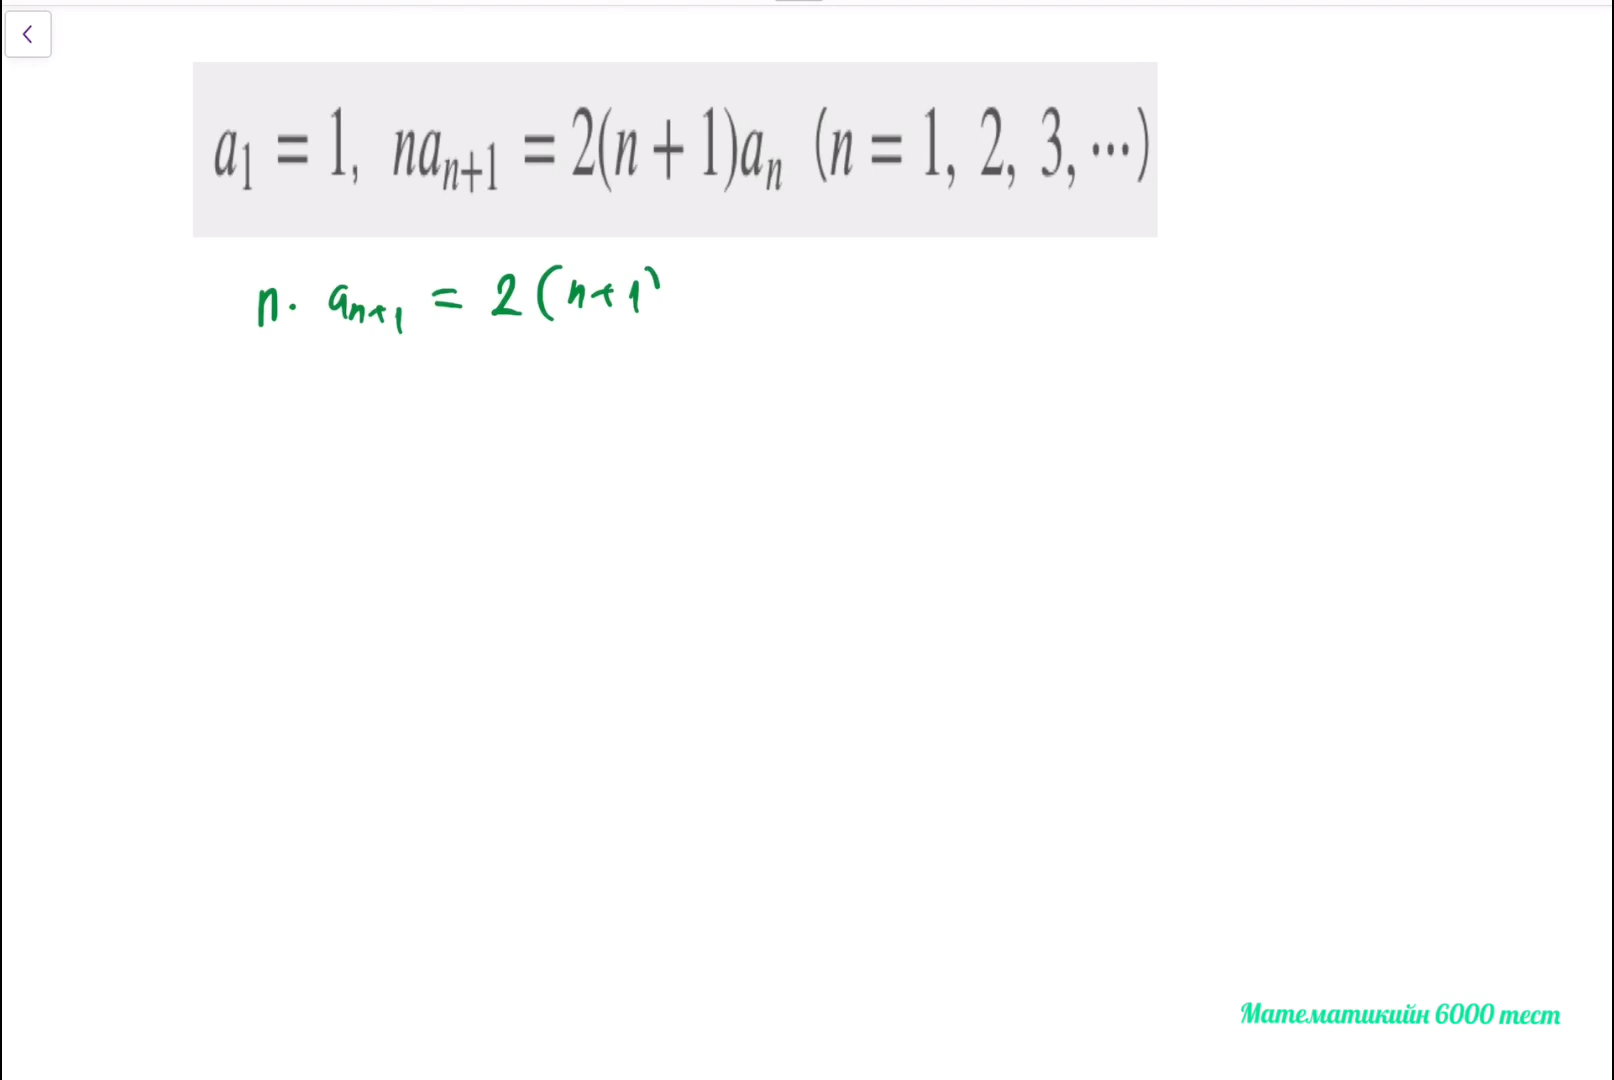 a₁ = 1, naₙ₊₁ = 2(n + 1)aₙ (n = 1, 2, 3, ⋯)
n · aₙ₊₁ = 2 (n + 1)
Математикийн 6000 тест